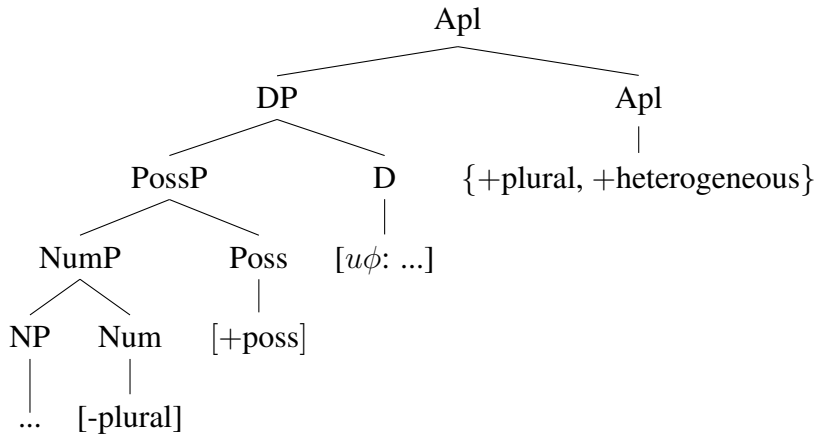 Apl
DP Apl
PossP D {+plural, +heterogeneous}
NumP Poss [uϕ: ...]
NP Num [+poss]
... [-plural]